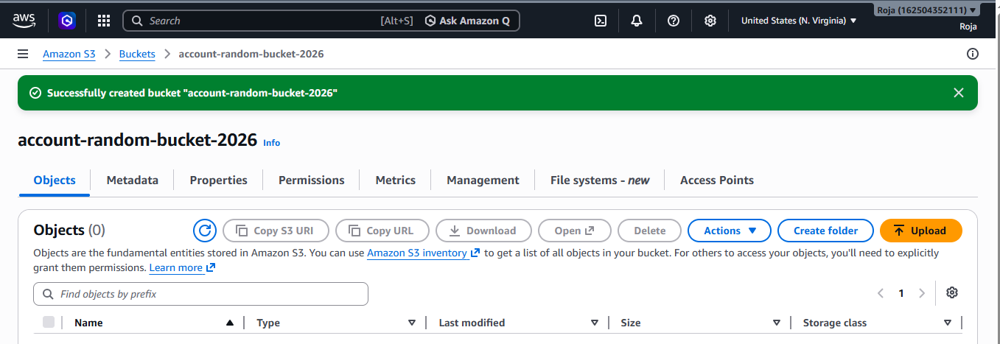 aws
Search [Alt+S] Ask Amazon Q
United States (N. Virginia) ▼
Roja (162504352111) ▼
Roja
Amazon S3 > Buckets > account-random-bucket-2026
Successfully created bucket "account-random-bucket-2026"
account-random-bucket-2026 Info
Objects Metadata Properties Permissions Metrics Management File systems - new Access Points
Objects (0) Copy S3 URI Copy URL Download Open Delete Actions ▼ Create folder Upload
Objects are the fundamental entities stored in Amazon S3. You can use Amazon S3 inventory to get a list of all objects in your bucket. For others to access your objects, you'll need to explicitly
grant them permissions. Learn more
Find objects by prefix
< 1 >
Name Type Last modified Size Storage class